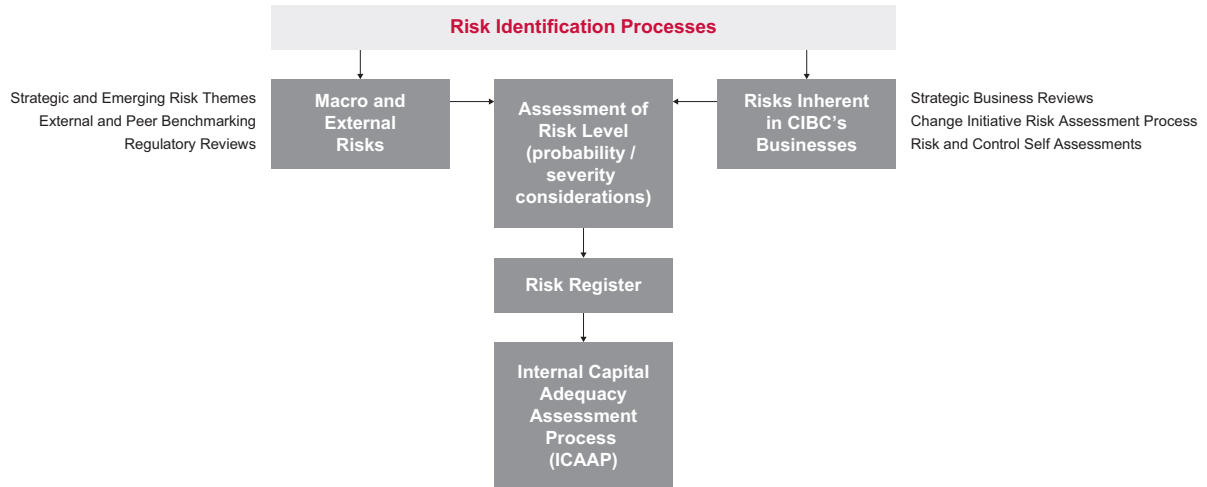 Risk Identification Processes
Strategic and Emerging Risk Themes
External and Peer Benchmarking
Regulatory Reviews
Macro and
External
Risks
Assessment of
Risk Level
(probability /
severity
considerations)
Risks Inherent
in CIBC's
Businesses
Strategic Business Reviews
Change Initiative Risk Assessment Process
Risk and Control Self Assessments
Risk Register
Internal Capital
Adequacy
Assessment
Process
(ICAAP)